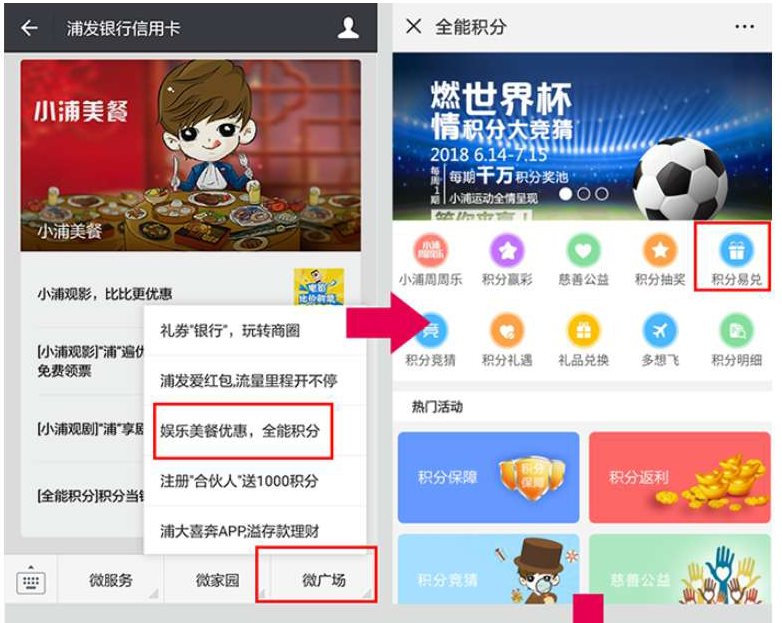 浦发银行信用卡
小浦美餐
小浦美餐
小浦观影，比比更优惠
[小浦观影]"浦"遍优
免费领票
[小浦观剧]"浦"享
[全能积分]积分当
礼券"银行"，玩转商圈
浦发爱红包,流量里程开不停
娱乐美餐优惠，全能积分
注册"合伙人"送1000积分
浦大喜奔APP,溢存款理财
微服务
微家园
微广场
全能积分
燃情世界杯
积分大竞猜
2018 6.14-7.15
每周1期
每期千万积分奖池
小浦运动全情呈现
等你来赢！
小浦周周乐
积分赢彩
慈善公益
积分抽奖
积分易兑
积分竞猜
积分礼遇
礼品兑换
多想飞
积分明细
热门活动
积分保障
积分保障
积分返利
积分竞猜
慈善公益